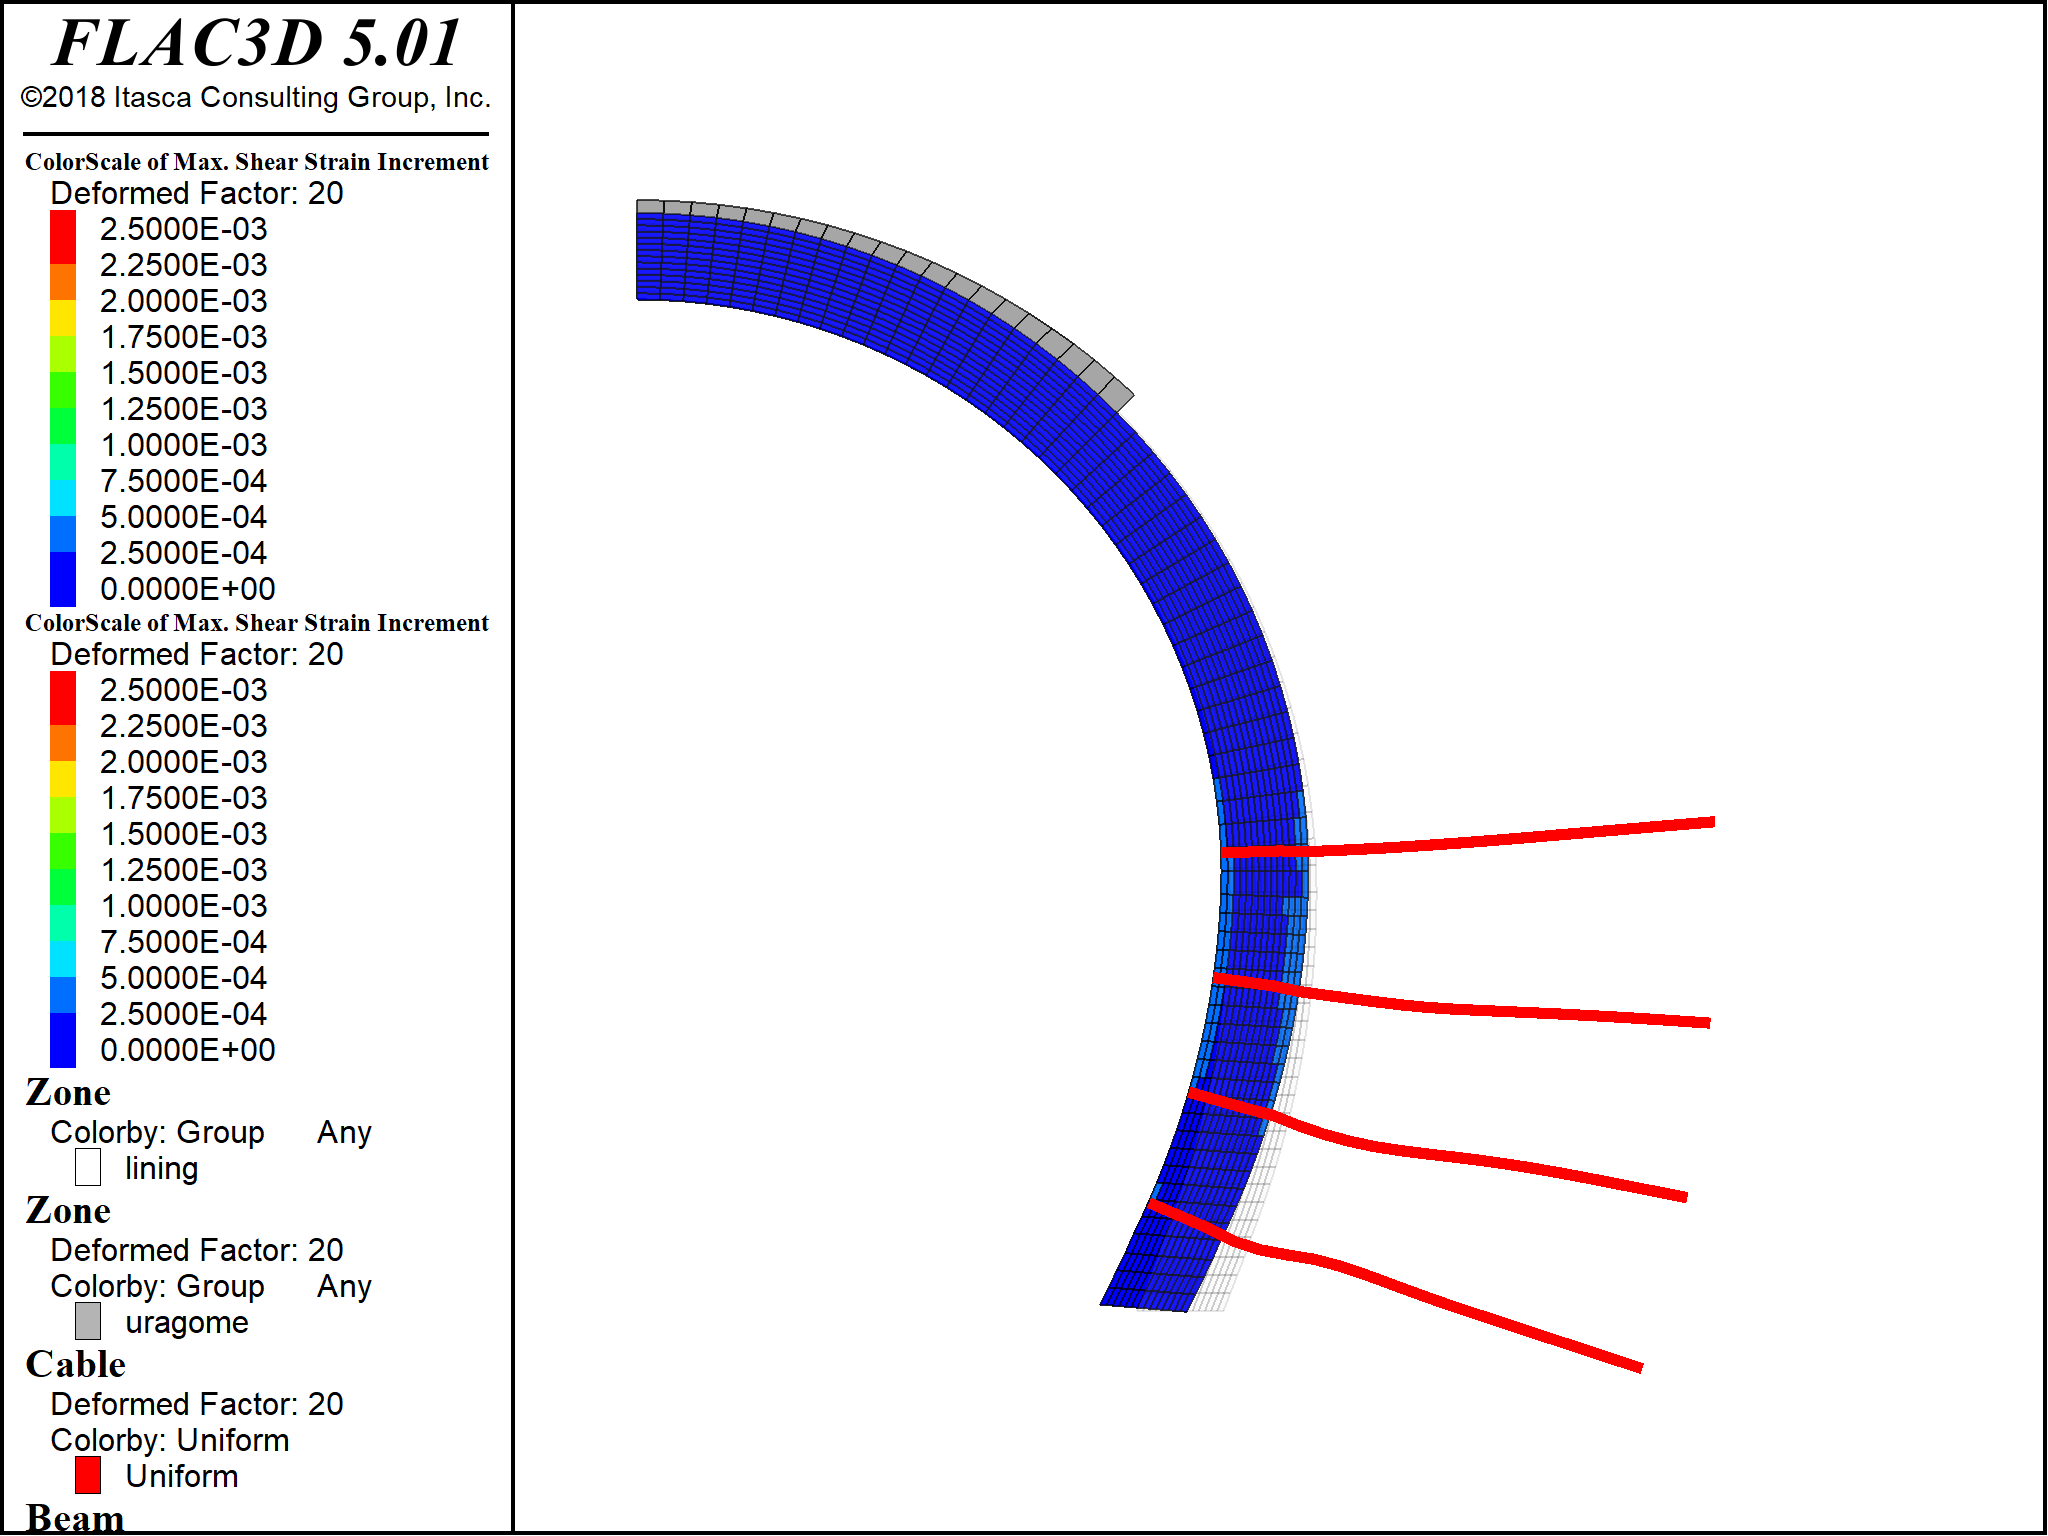 FLAC3D 5.01
©2018 Itasca Consulting Group, Inc.
ColorScale of Max. Shear Strain Increment
Deformed Factor: 20
2.5000E-03
2.2500E-03
2.0000E-03
1.7500E-03
1.5000E-03
1.2500E-03
1.0000E-03
7.5000E-04
5.0000E-04
2.5000E-04
0.0000E+00
ColorScale of Max. Shear Strain Increment
Deformed Factor: 20
2.5000E-03
2.2500E-03
2.0000E-03
1.7500E-03
1.5000E-03
1.2500E-03
1.0000E-03
7.5000E-04
5.0000E-04
2.5000E-04
0.0000E+00
Zone
Colorby: Group Any
lining
Zone
Deformed Factor: 20
Colorby: Group Any
uragome
Cable
Deformed Factor: 20
Colorby: Uniform
Uniform
Beam